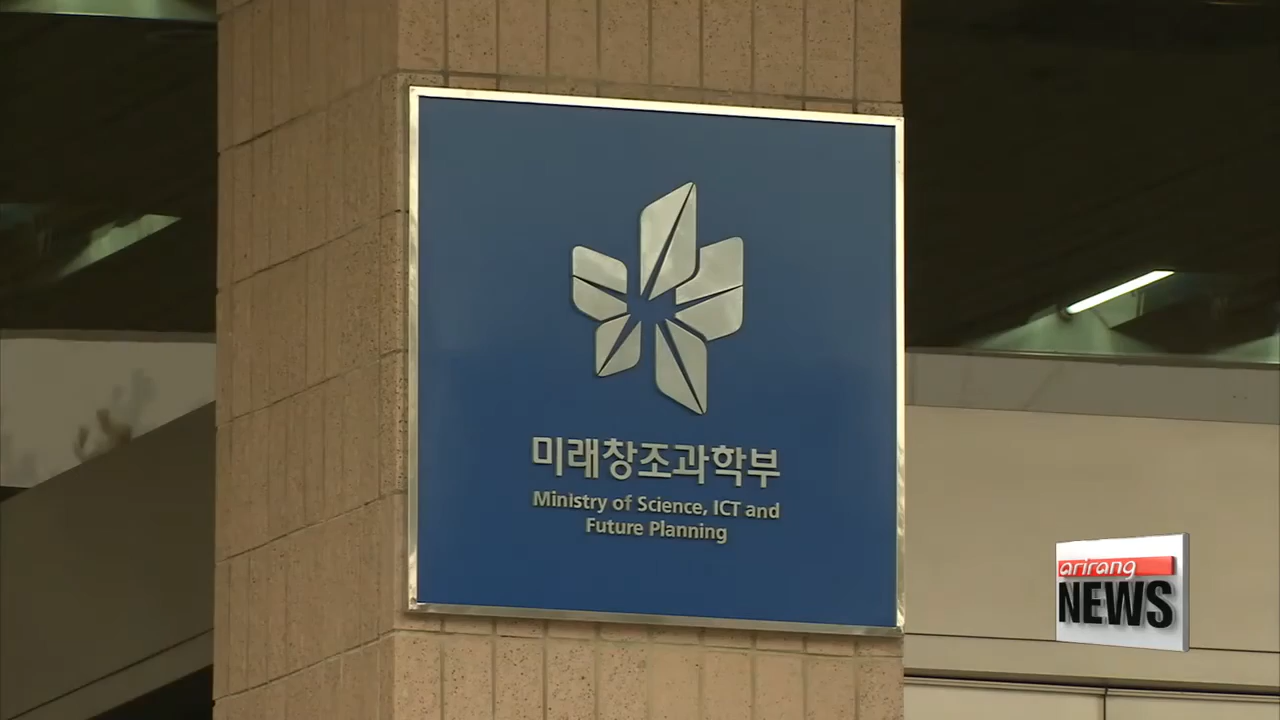 미래창조과학부
Ministry of Science, ICT and
Future Planning
arirang
NEWS